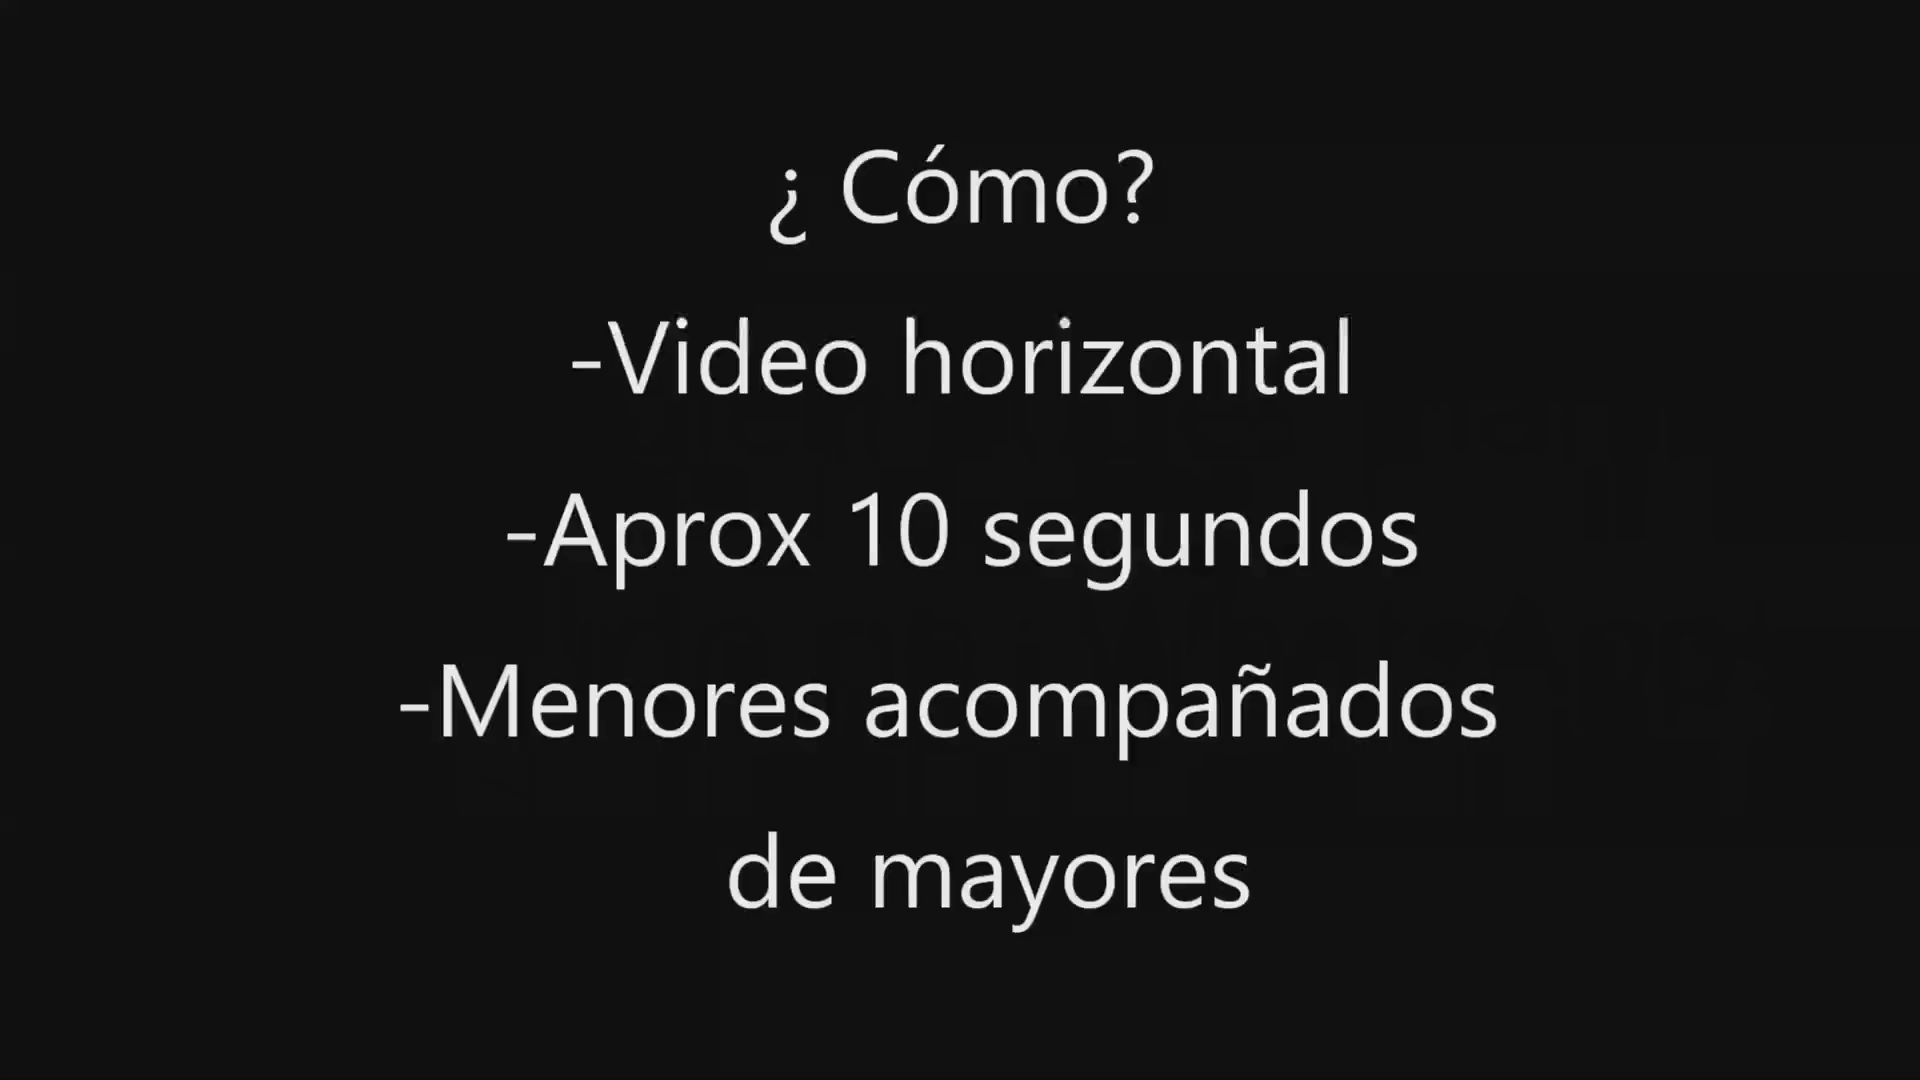 ¿ Cómo?
-Video horizontal
-Aprox 10 segundos
-Menores acompañados
de mayores